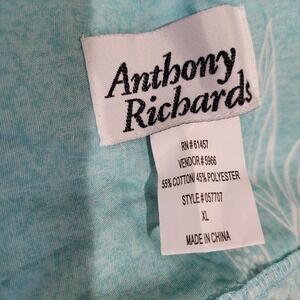 Anthony
Richards
RN#61457
VENDOR#5966
55% COTTON/ 45% POLYESTER
STYLE#057707
XL
MADE IN CHINA